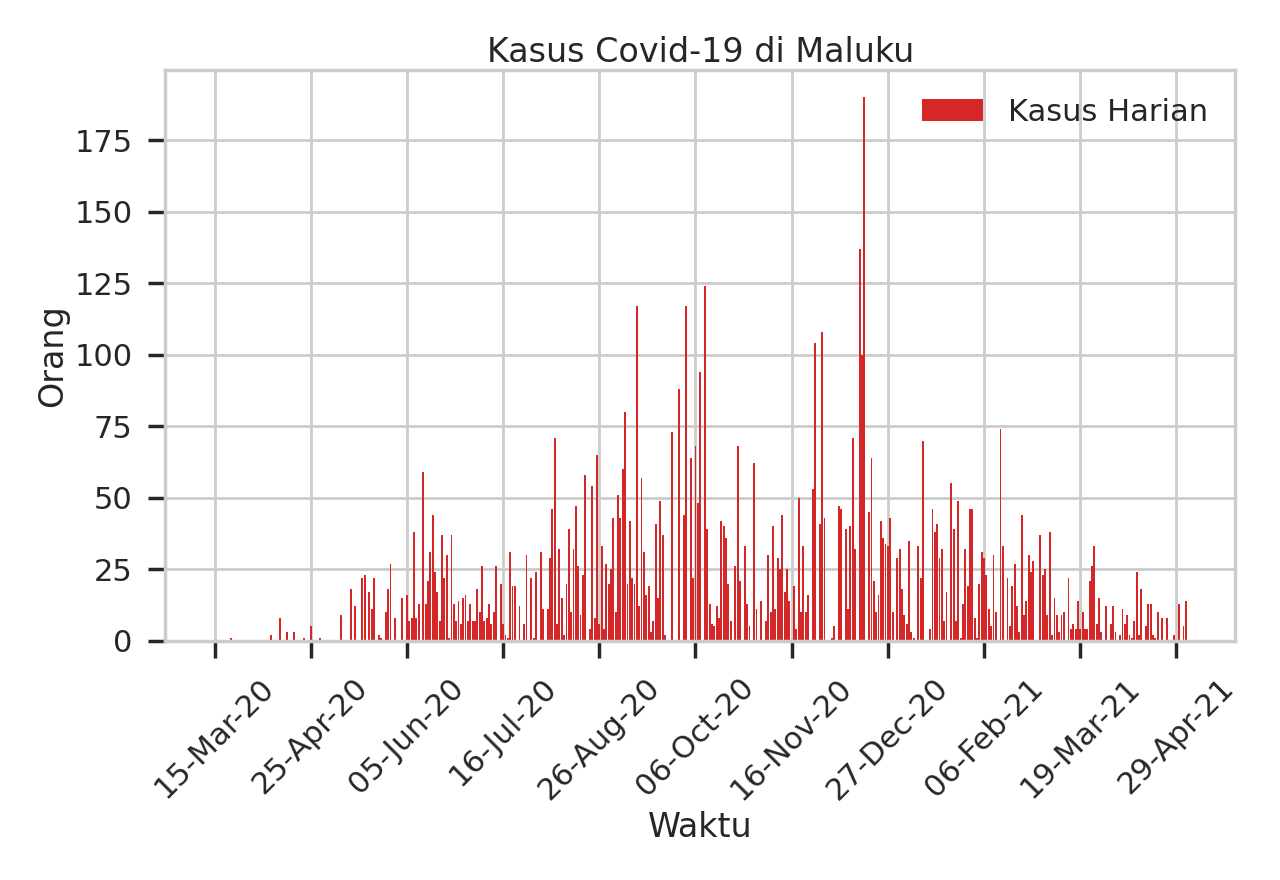 Kasus Covid-19 di Maluku
Kasus Harian
Orang
175
150
125
100
75
50
25
0
15-Mar-20
25-Apr-20
05-Jun-20
16-Jul-20
26-Aug-20
06-Oct-20
16-Nov-20
27-Dec-20
06-Feb-21
19-Mar-21
29-Apr-21
Waktu